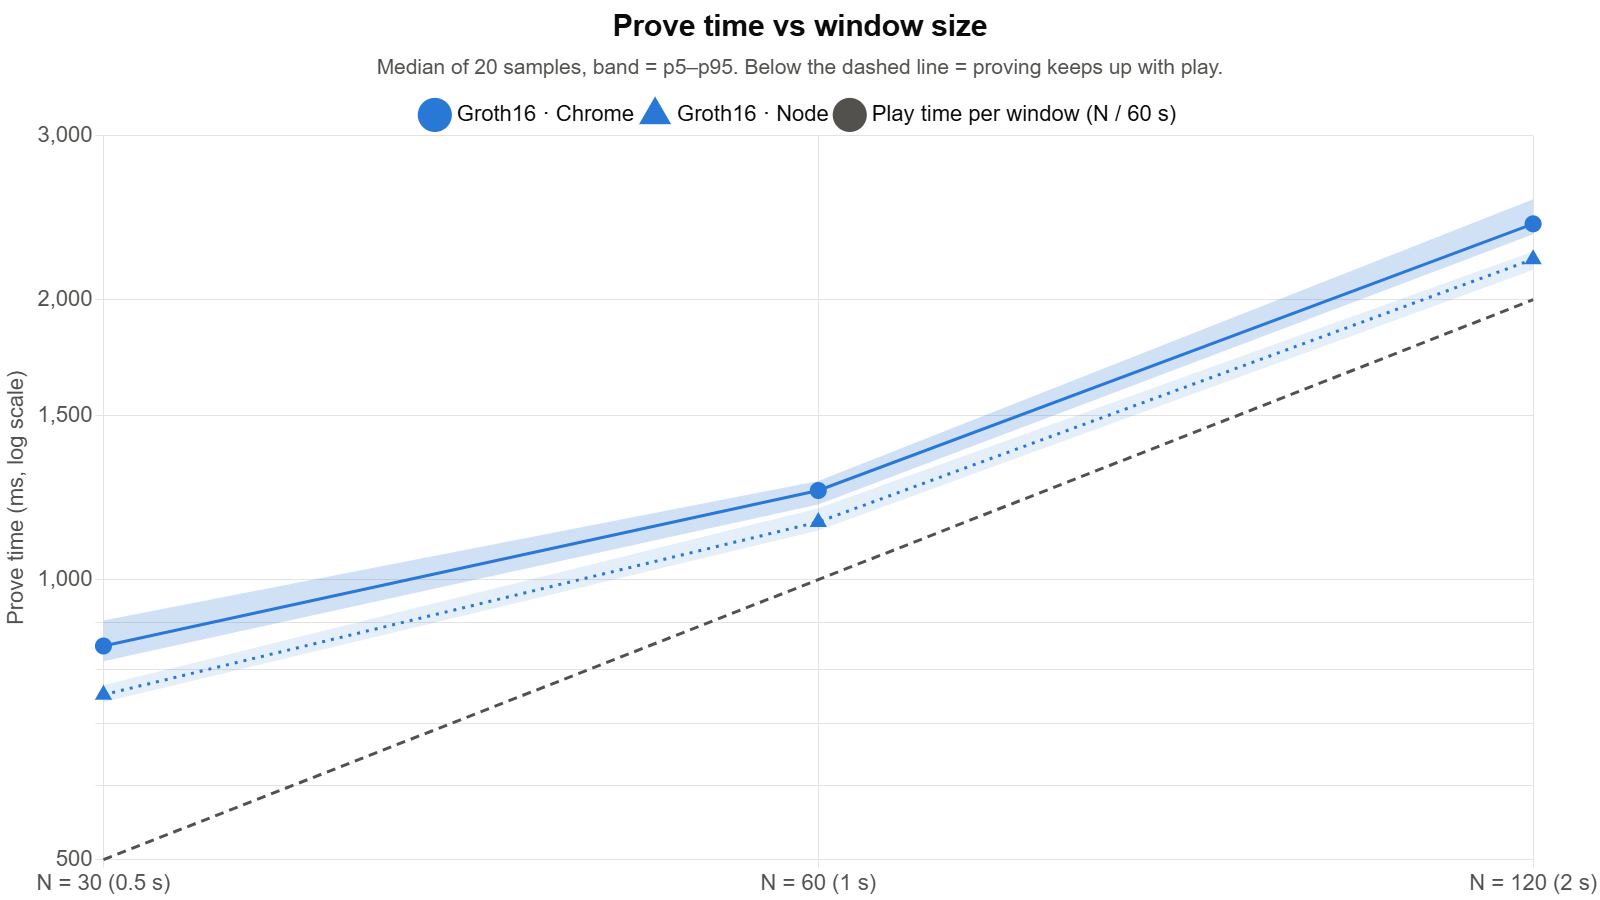 Prove time vs window size
Median of 20 samples, band = p5–p95. Below the dashed line = proving keeps up with play.
Groth16 · Chrome
Groth16 · Node
Play time per window (N / 60 s)
Prove time (ms, log scale)
3,000
2,000
1,500
1,000
500
N = 30 (0.5 s)
N = 60 (1 s)
N = 120 (2 s)